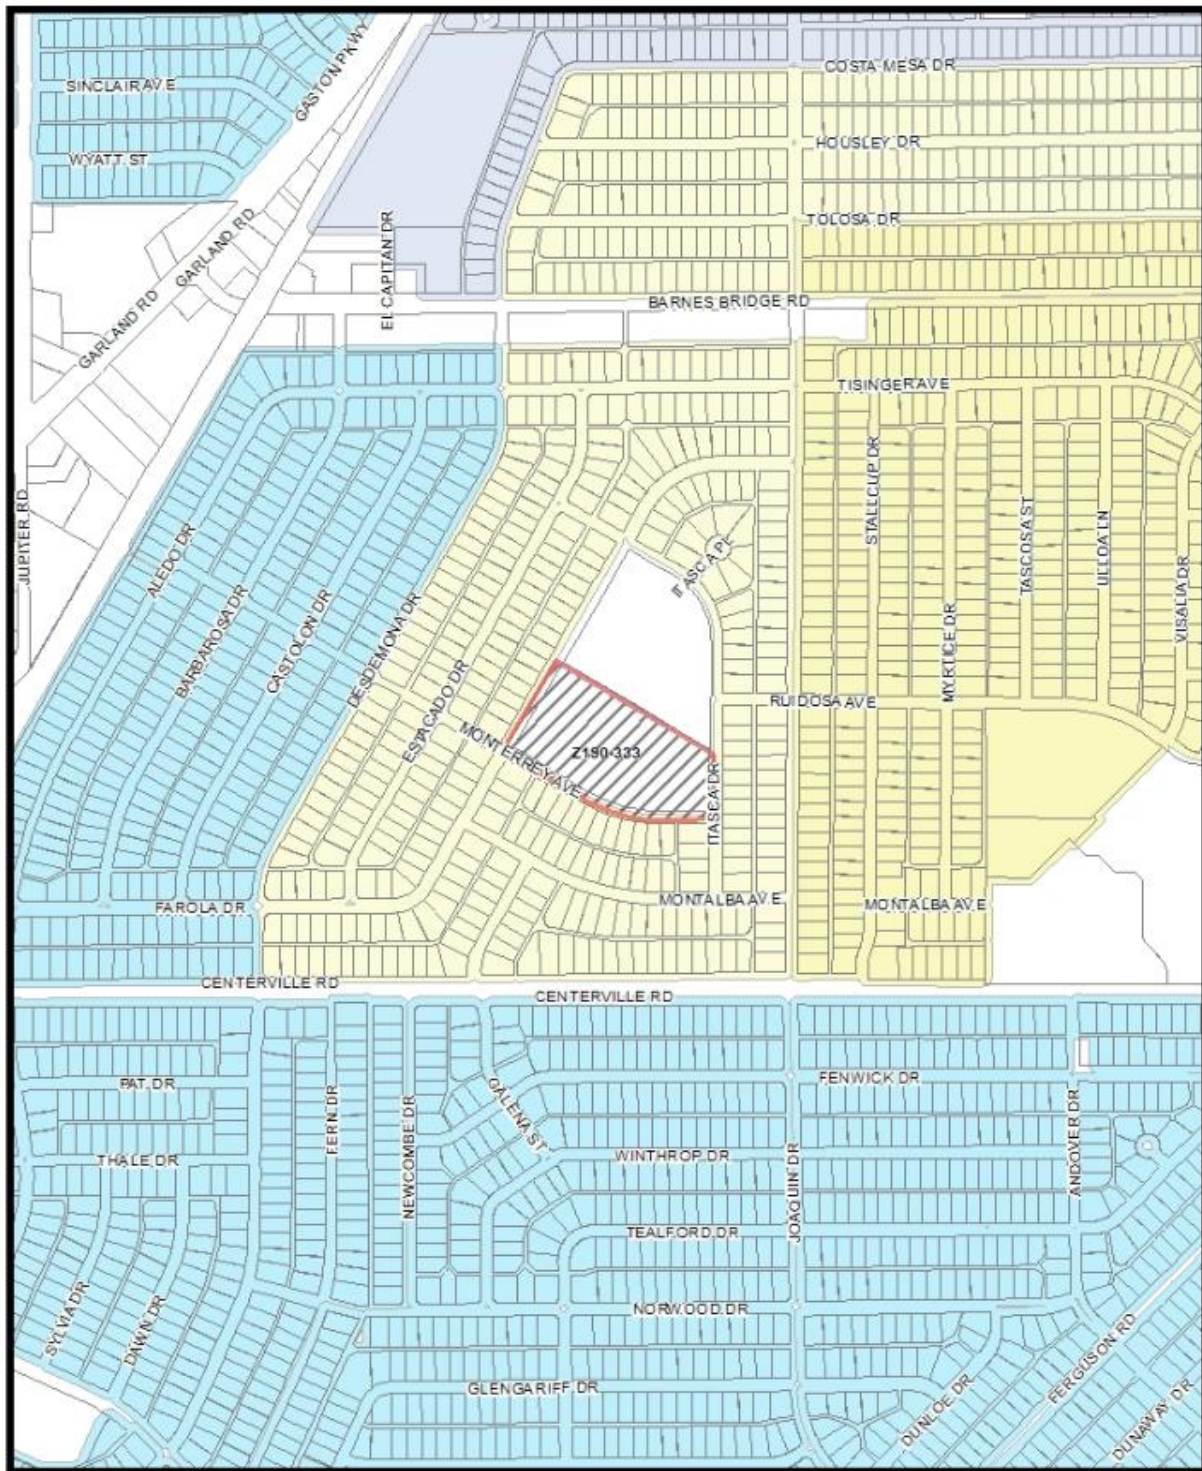 SINCLAIR AVE
GASTON PKWY
COSTA MESA DR
WYATT ST
HOUSLEY DR
TOLOSA DR
GARLAND RD
EL CAPITAN DR
BARNES BRIDGE RD
GARLAND RD
TISINGER AVE
STALLCUP DR
JUPITER RD
TASCOSA ST
ULLOA LN
ALEDO DR
ITASCA PL
VISALIA DR
BARBAROSA DR
CASTOLON DR
DESDEMONA DR
MYRTICE DR
ESTACADO DR
RUIDOSA AVE
MONTERREY AVE
Z190-333
ITASCA DR
FAROLA DR
MONTALBA AVE
MONTALBA AVE
CENTERVILLE RD
CENTERVILLE RD
PAT DR
FERN DR
NEWCOMBE DR
GALENA ST
FENWICK DR
ANDOVER DR
THALE DR
WINTHROP DR
JOAQUIN DR
TEALFORD DR
SYLVIA DR
DAWN DR
NORWOOD DR
GLENGARIFF DR
DUNLOE DR
FERGUSON RD
DUNAWAY DR